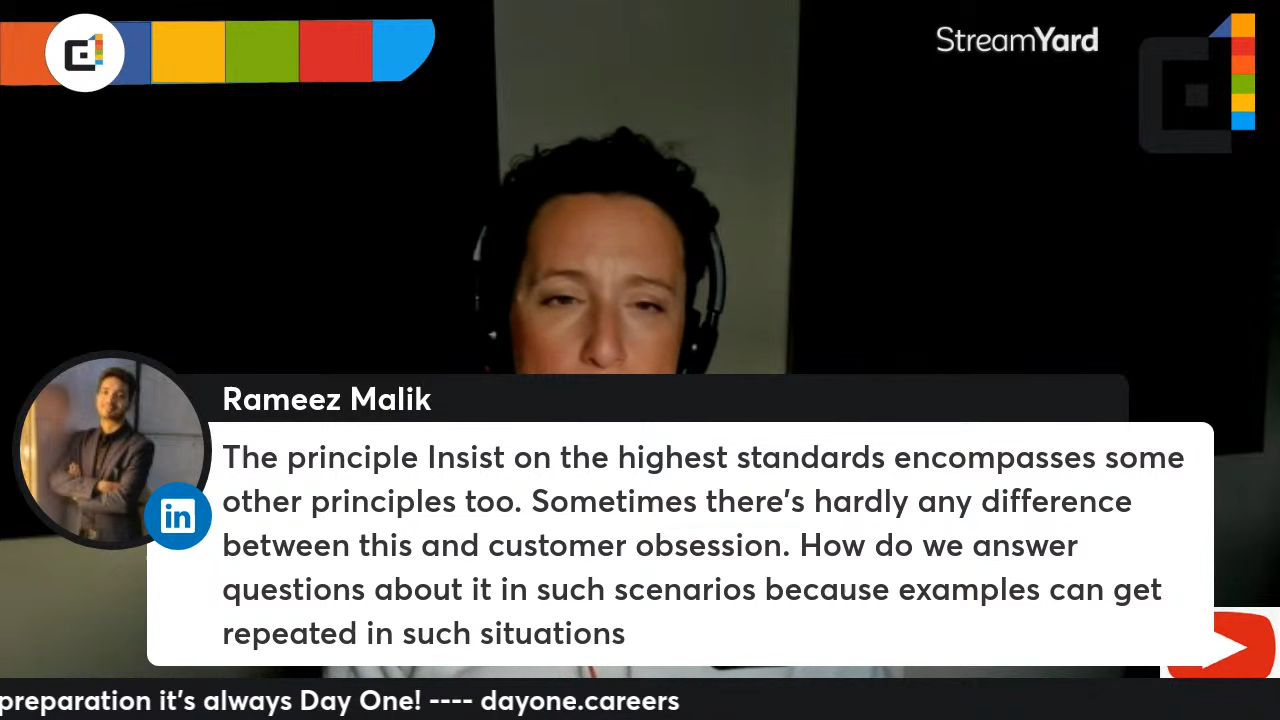 StreamYard
Rameez Malik
The principle Insist on the highest standards encompasses some
other principles too. Sometimes there's hardly any difference
between this and customer obsession. How do we answer
questions about it in such scenarios because examples can get
repeated in such situations
in
preparation it's always Day One! ---- dayone.careers